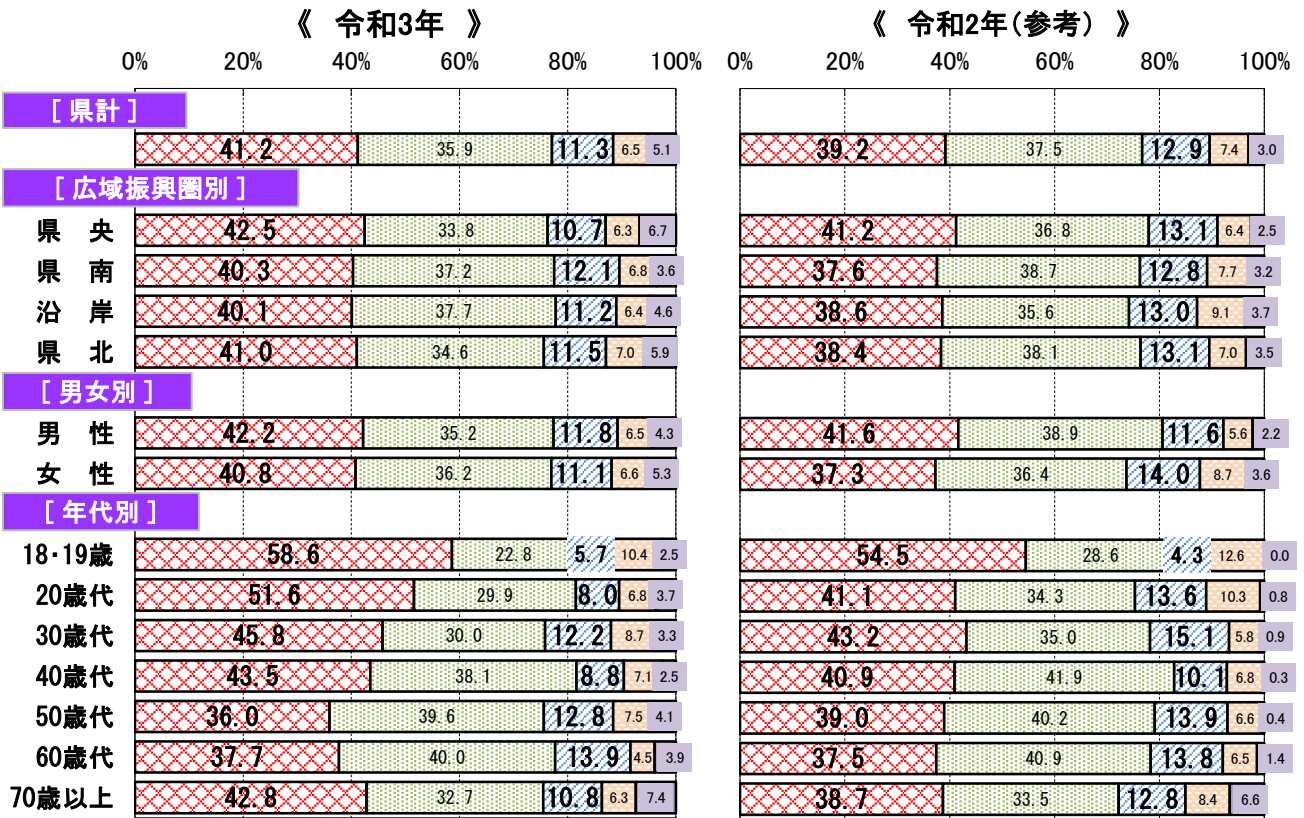 《 令和3年 》 《 令和2年(参考) 》
0% 20% 40% 60% 80% 100% 0% 20% 40% 60% 80% 100%
[ 県計 ]
41.2 35.9 11.3 6.5 5.1 39.2 37.5 12.9 7.4 3.0
[ 広域振興圏別 ]
県 央 42.5 33.8 10.7 6.3 6.7 41.2 36.8 13.1 6.4 2.5
県 南 40.3 37.2 12.1 6.8 3.6 37.6 38.7 12.8 7.7 3.2
沿 岸 40.1 37.7 11.2 6.4 4.6 38.6 35.6 13.0 9.1 3.7
県 北 41.0 34.6 11.5 7.0 5.9 38.4 38.1 13.1 7.0 3.5
[ 男女別 ]
男 性 42.2 35.2 11.8 6.5 4.3 41.6 38.9 11.6 5.6 2.2
女 性 40.8 36.2 11.1 6.6 5.3 37.3 36.4 14.0 8.7 3.6
[ 年代別 ]
18・19歳 58.6 22.8 5.7 10.4 2.5 54.5 28.6 4.3 12.6 0.0
20歳代 51.6 29.9 8.0 6.8 3.7 41.1 34.3 13.6 10.3 0.8
30歳代 45.8 30.0 12.2 8.7 3.3 43.2 35.0 15.1 5.8 0.9
40歳代 43.5 38.1 8.8 7.1 2.5 40.9 41.9 10.1 6.8 0.3
50歳代 36.0 39.6 12.8 7.5 4.1 39.0 40.2 13.9 6.6 0.4
60歳代 37.7 40.0 13.9 4.5 3.9 37.5 40.9 13.8 6.5 1.4
70歳以上 42.8 32.7 10.8 6.3 7.4 38.7 33.5 12.8 8.4 6.6